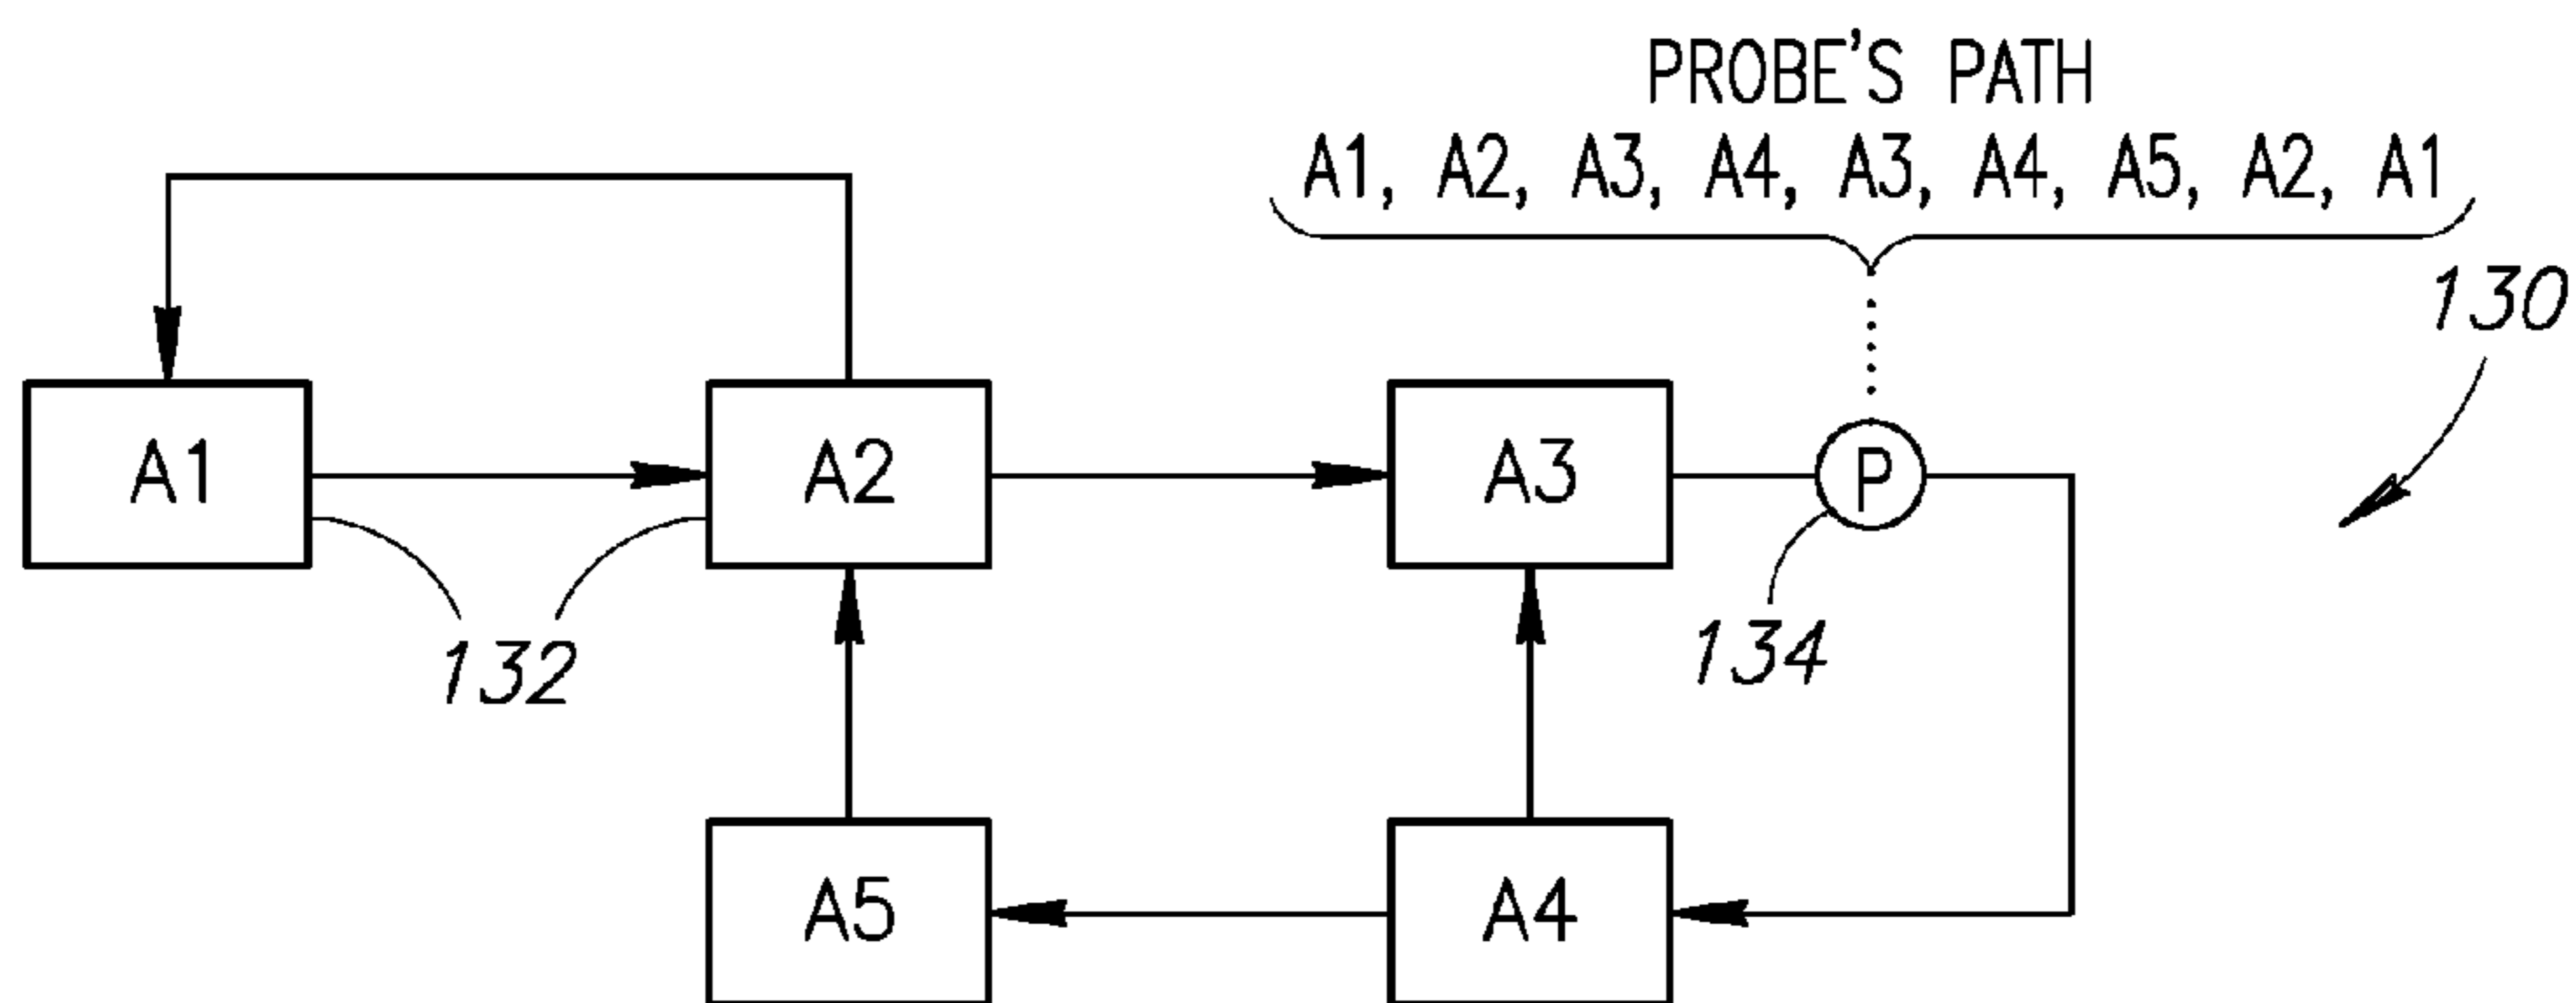 PROBE'S PATH
A1, A2, A3, A4, A3, A4, A5, A2, A1
130
A1
A2
A3
P
132
134
A5
A4